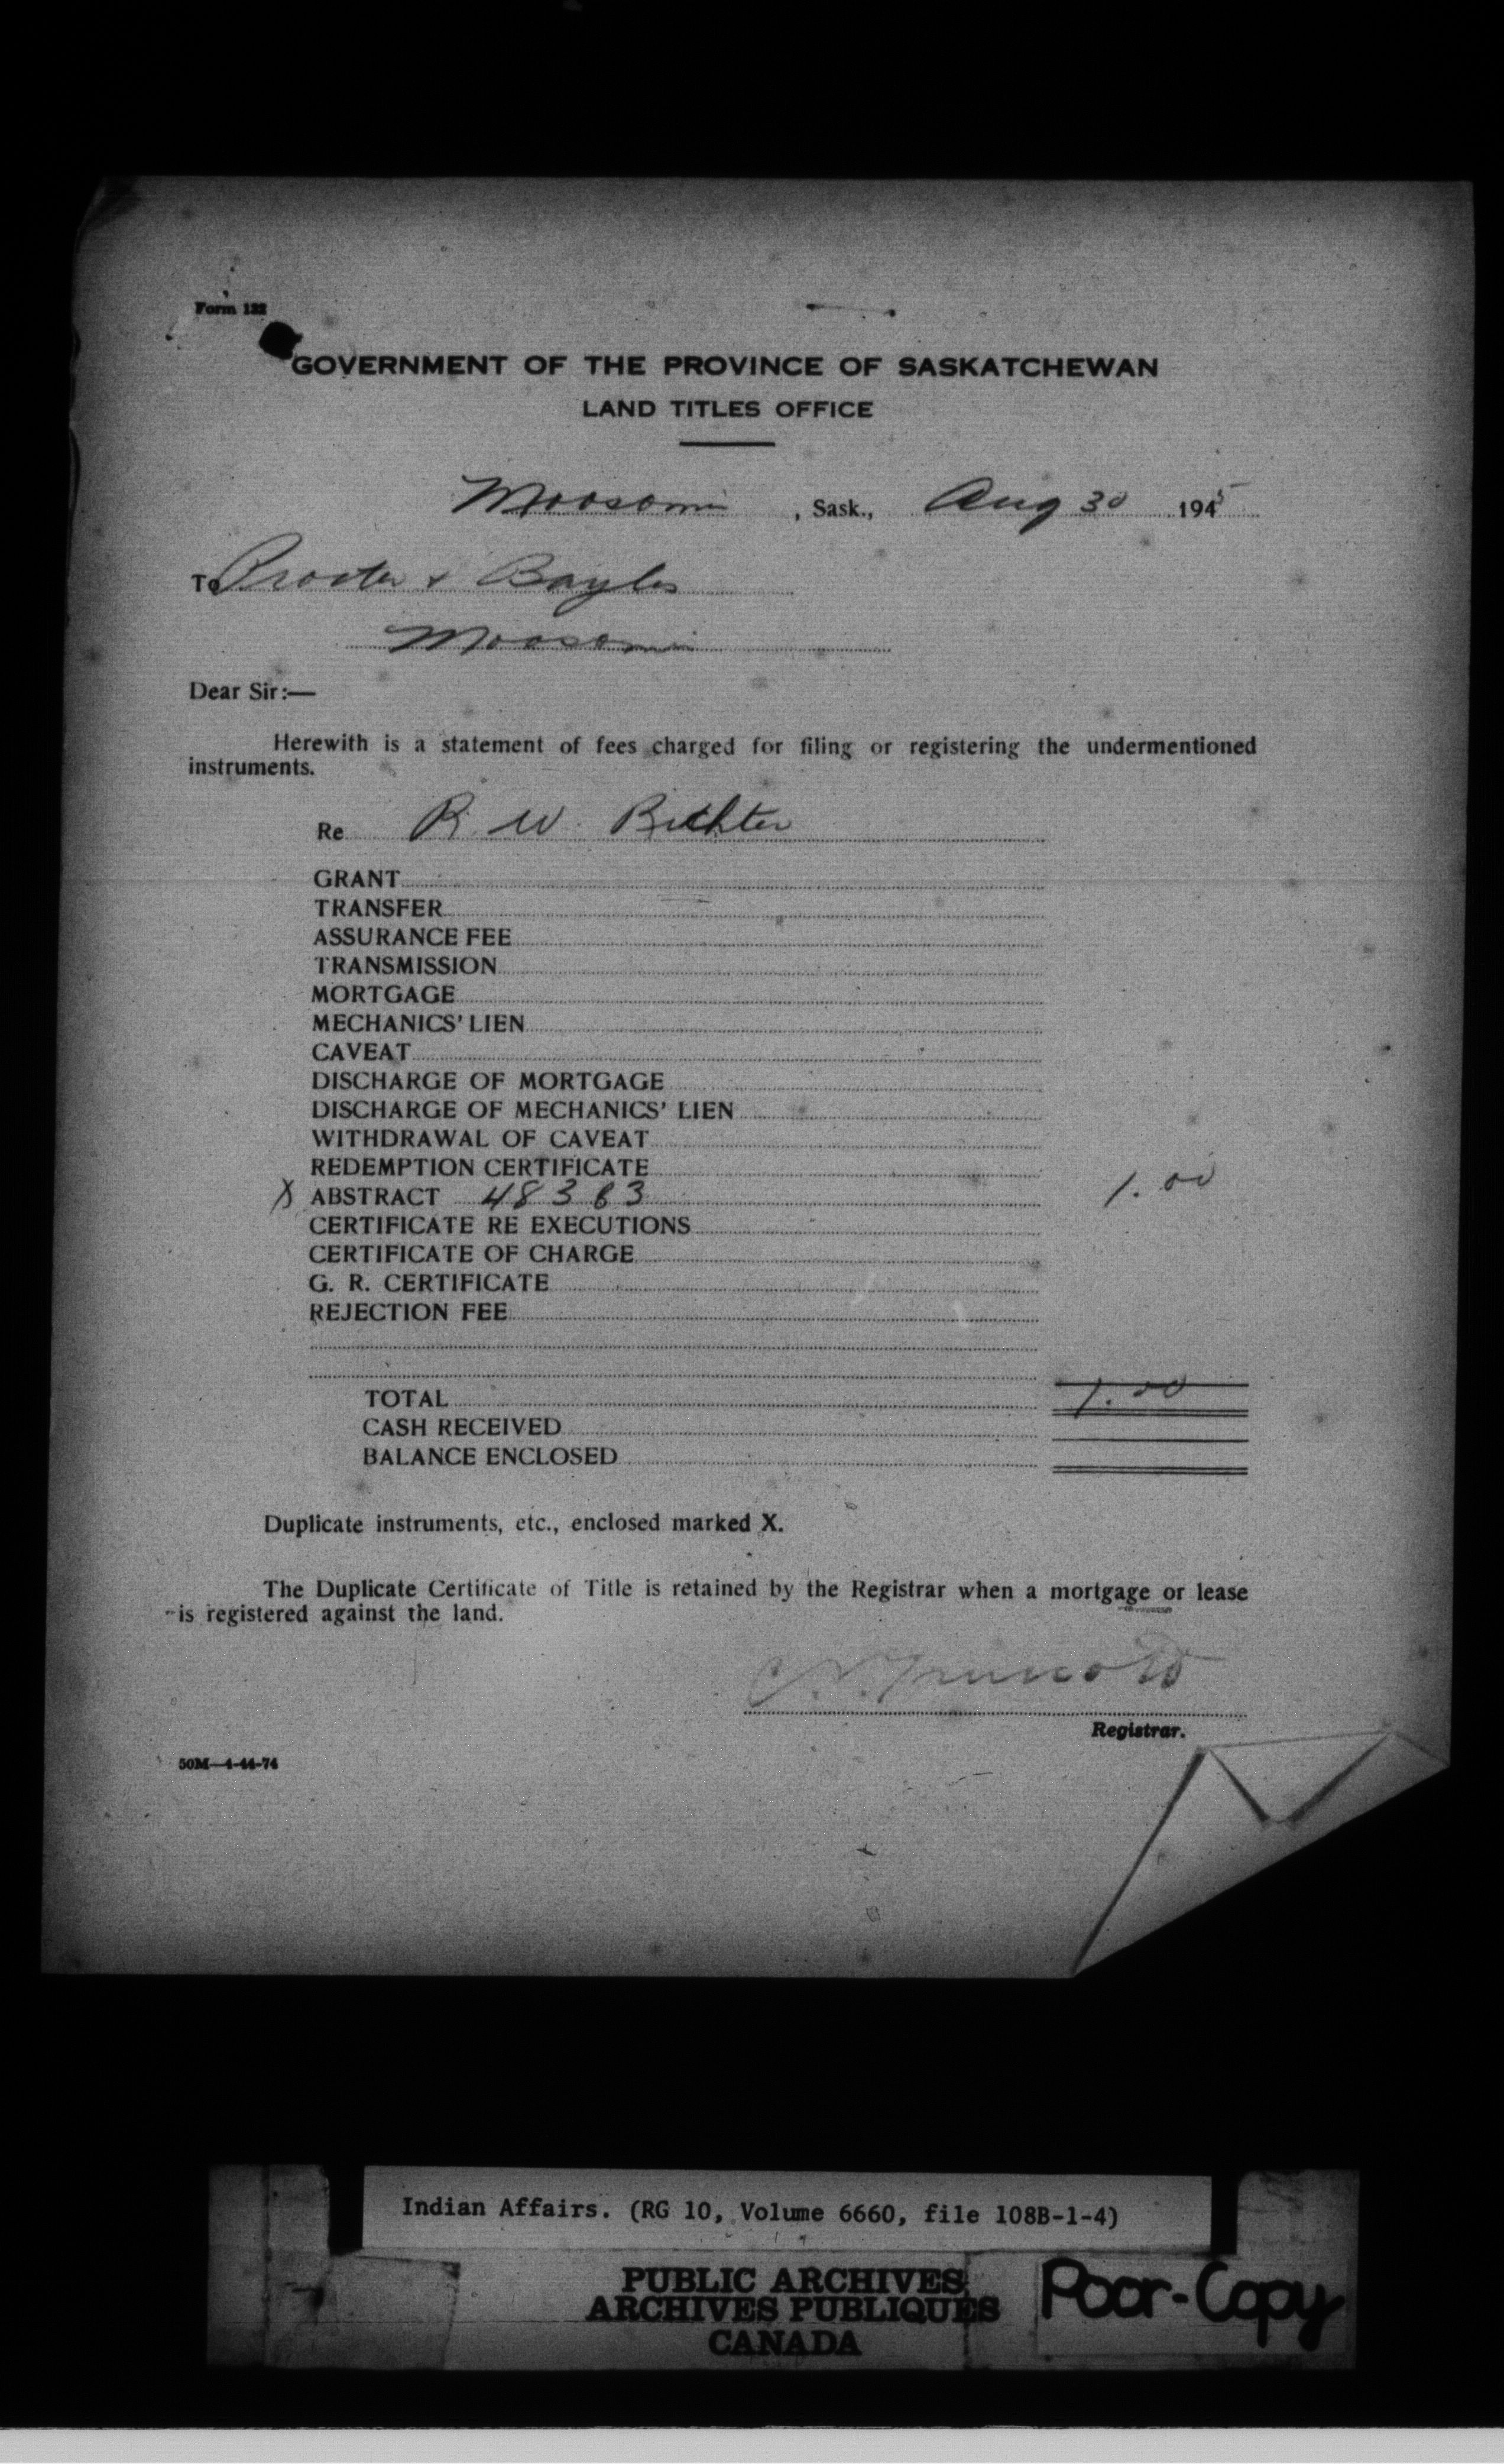 Form 132
GOVERNMENT OF THE PROVINCE OF SASKATCHEWAN
LAND TITLES OFFICE
Moosomin, Sask., Aug 30 1945
To Procter & Bayles
Moosomin
Dear Sir:—
Herewith is a statement of fees charged for filing or registering the undermentioned
instruments.
Re R. W.
GRANT
TRANSFER
ASSURANCE FEE
TRANSMISSION
MORTGAGE
MECHANICS' LIEN
CAVEAT
DISCHARGE OF MORTGAGE
DISCHARGE OF MECHANICS' LIEN
WITHDRAWAL OF CAVEAT
REDEMPTION CERTIFICATE
X ABSTRACT 48363 1.00
CERTIFICATE RE EXECUTIONS
CERTIFICATE OF CHARGE
G. R. CERTIFICATE
REJECTION FEE
TOTAL 1.00
CASH RECEIVED
BALANCE ENCLOSED
Duplicate instruments, etc., enclosed marked X.
The Duplicate Certificate of Title is retained by the Registrar when a mortgage or lease
is registered against the land.
Registrar.
50M—4-44-74
Indian Affairs. (RG 10, Volume 6660, file 108B-1-4)
PUBLIC ARCHIVES
ARCHIVES PUBLIQUES
CANADA
Poor-Copy